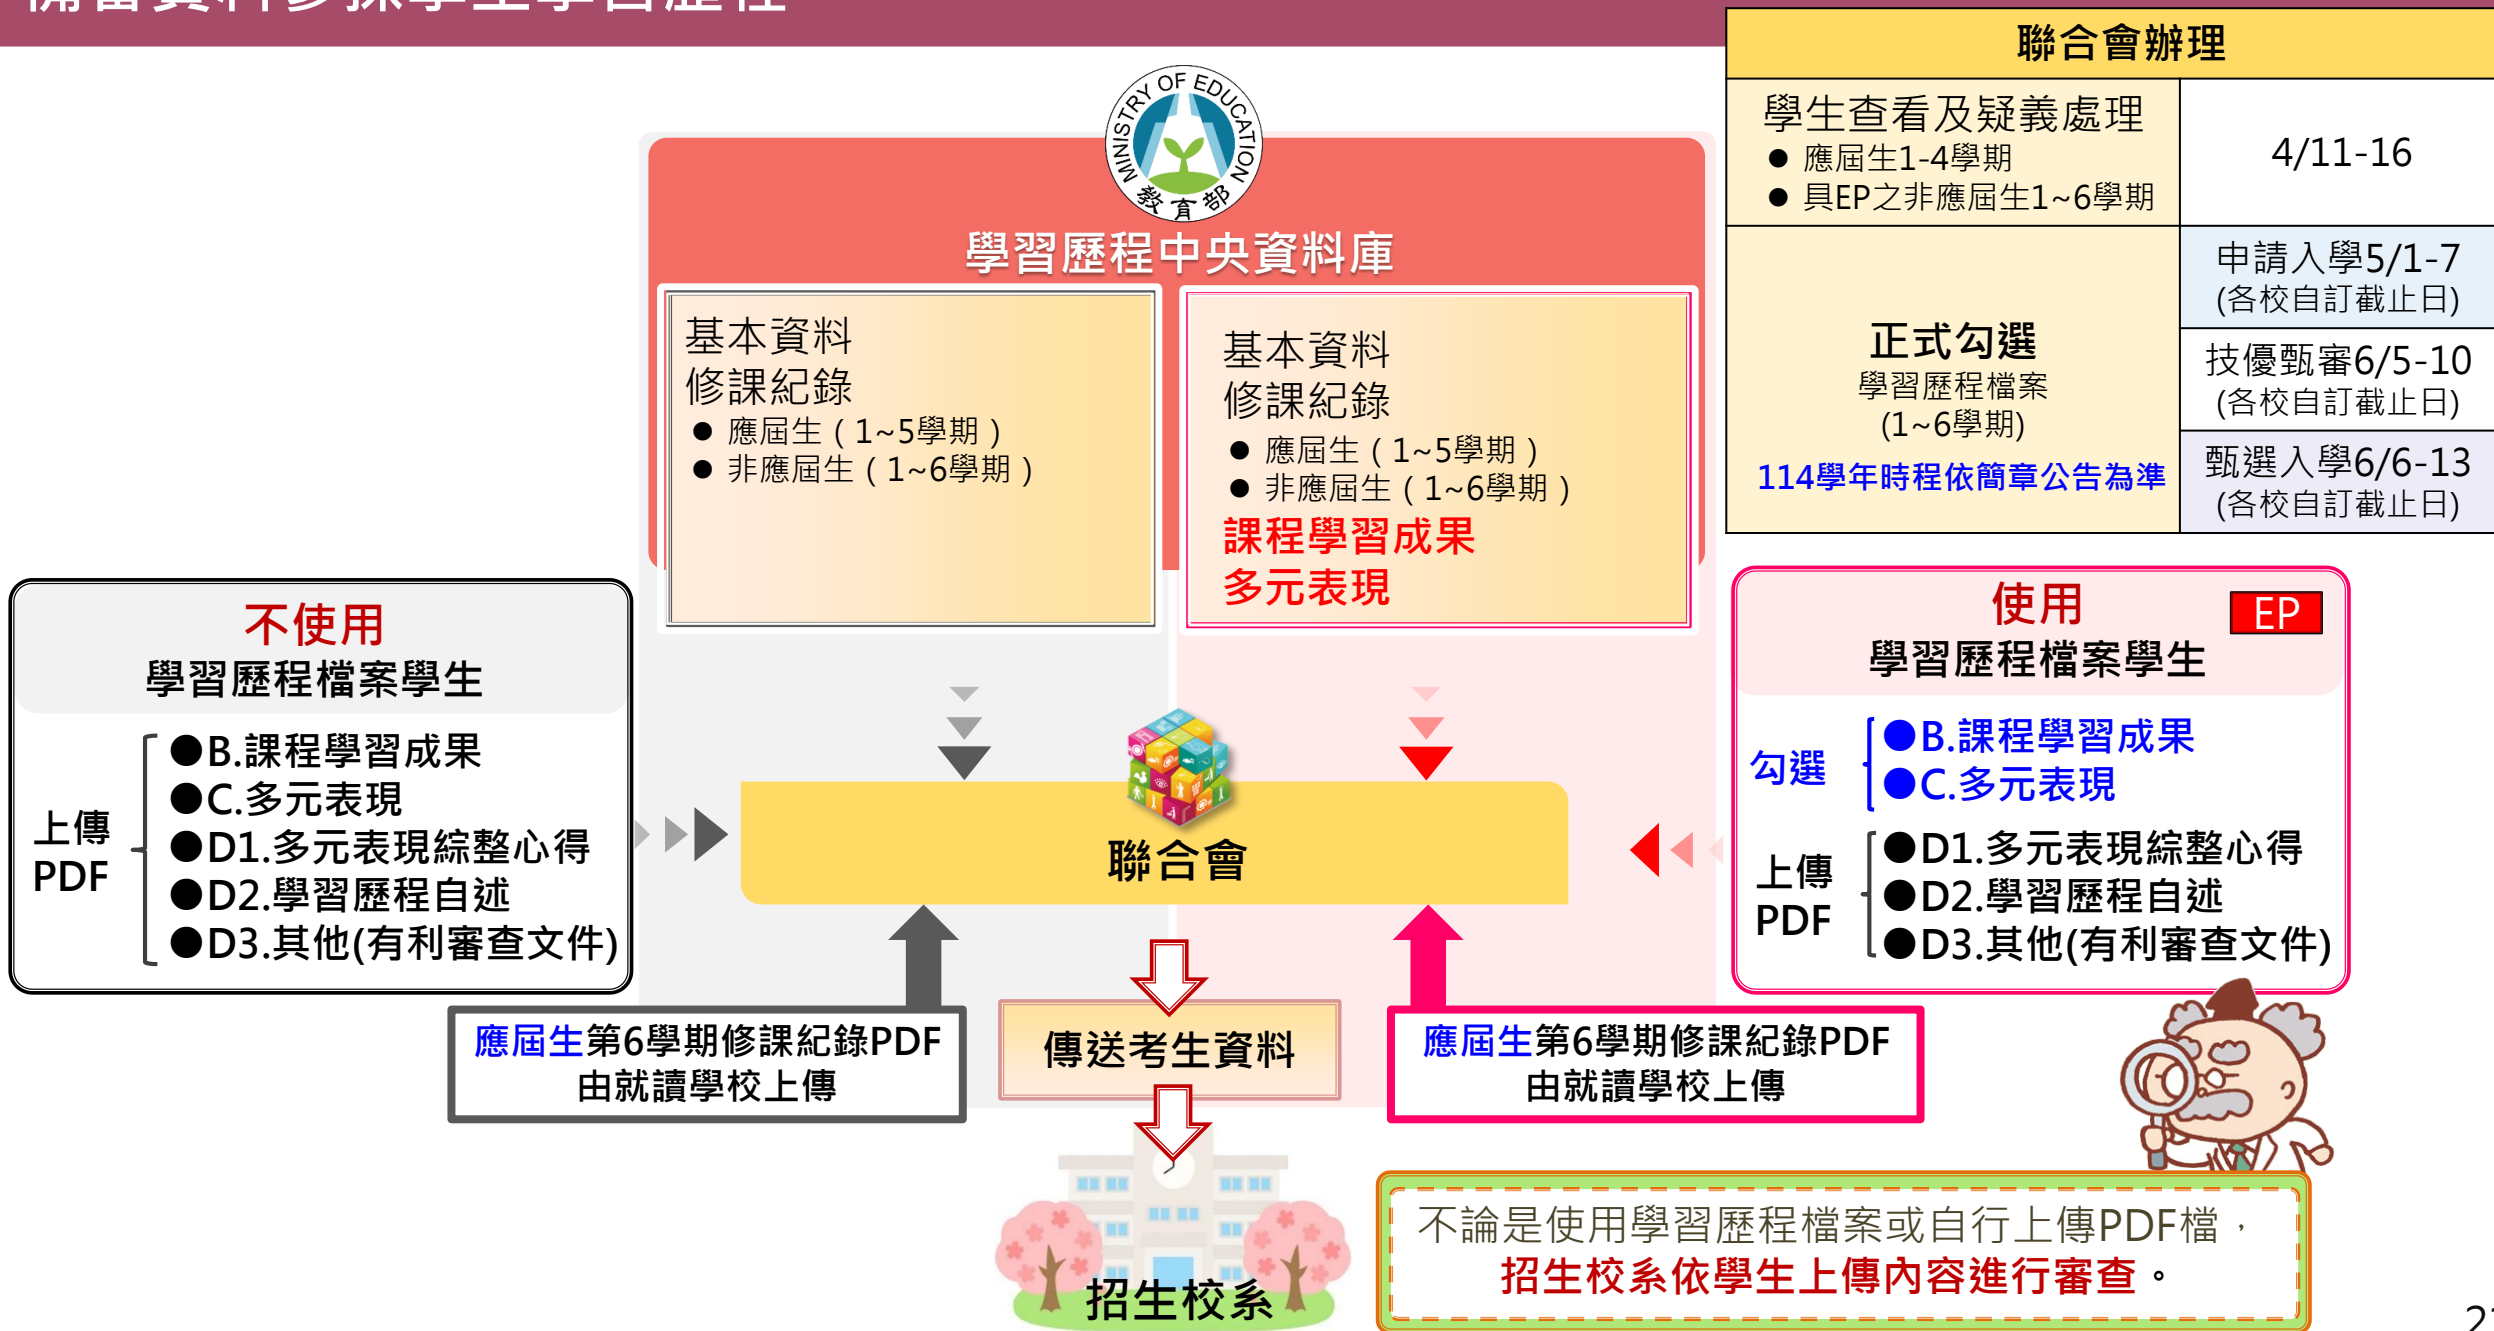 備審資料參採學生學習歷程
聯合會辦理
學生查看及疑義處理
● 應屆生1-4學期
● 具EP之非應屆生1~6學期
4/11-16
正式勾選
學習歷程檔案
(1~6學期)
114學年時程依簡章公告為準
申請入學5/1-7
(各校自訂截止日)
技優甄審6/5-10
(各校自訂截止日)
甄選入學6/6-13
(各校自訂截止日)
MINISTRY OF EDUCATION
教育部
學習歷程中央資料庫
基本資料
修課紀錄
● 應屆生（1~5學期）
● 非應屆生（1~6學期）
基本資料
修課紀錄
● 應屆生（1~5學期）
● 非應屆生（1~6學期）
課程學習成果
多元表現
不使用
學習歷程檔案學生
上傳
PDF
●B.課程學習成果
●C.多元表現
●D1.多元表現綜整心得
●D2.學習歷程自述
●D3.其他(有利審查文件)
使用
EP
學習歷程檔案學生
勾選
●B.課程學習成果
●C.多元表現
上傳
PDF
●D1.多元表現綜整心得
●D2.學習歷程自述
●D3.其他(有利審查文件)
聯合會
應屆生第6學期修課紀錄PDF
由就讀學校上傳
傳送考生資料
應屆生第6學期修課紀錄PDF
由就讀學校上傳
招生校系
不論是使用學習歷程檔案或自行上傳PDF檔，
招生校系依學生上傳內容進行審查。